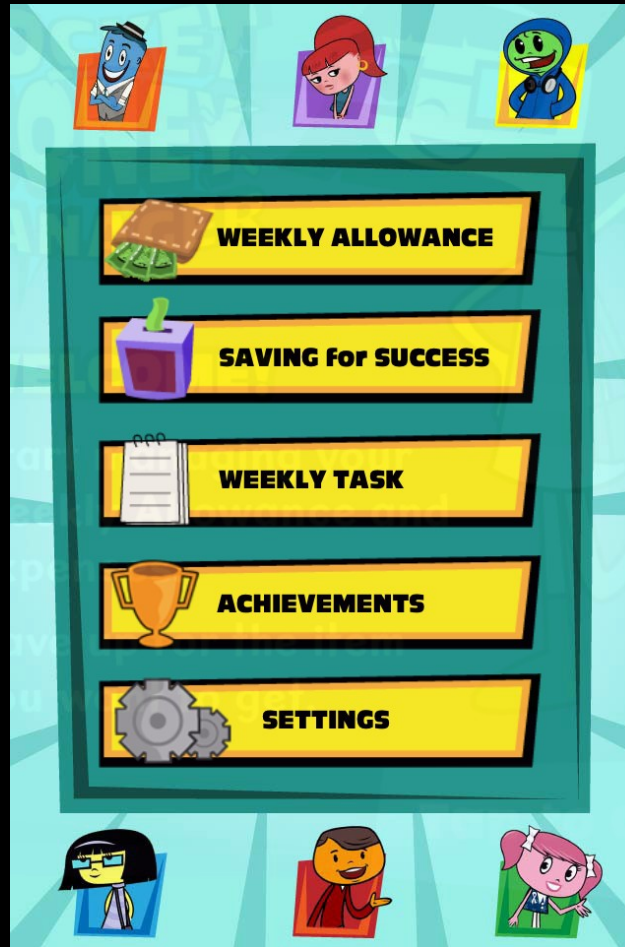 WEEKLY ALLOWANCE
SAVING For SUCCESS
WEEKLY TASK
ACHIEVEMENTS
SETTINGS